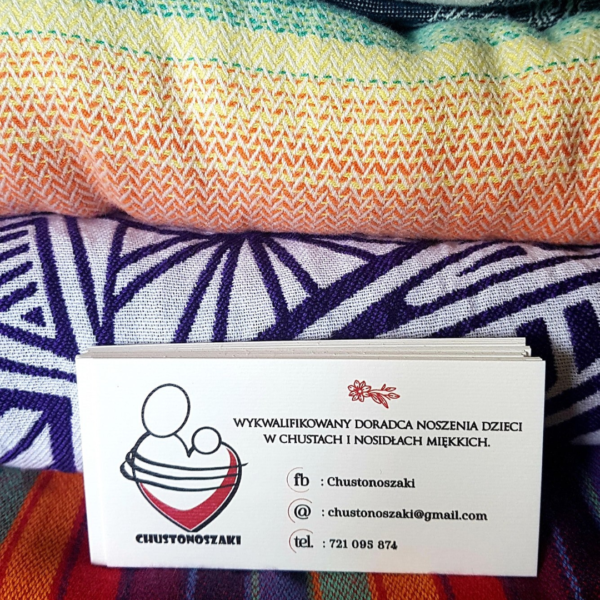 WYKWALIFIKOWANY DORADCA NOSZENIA DZIECI
W CHUSTACH I NOSIDŁACH MIĘKKICH.
fb : Chustonoszaki
@ : chustonoszaki@gmail.com
tel. : 721 095 874
CHUSTONOSZAKI